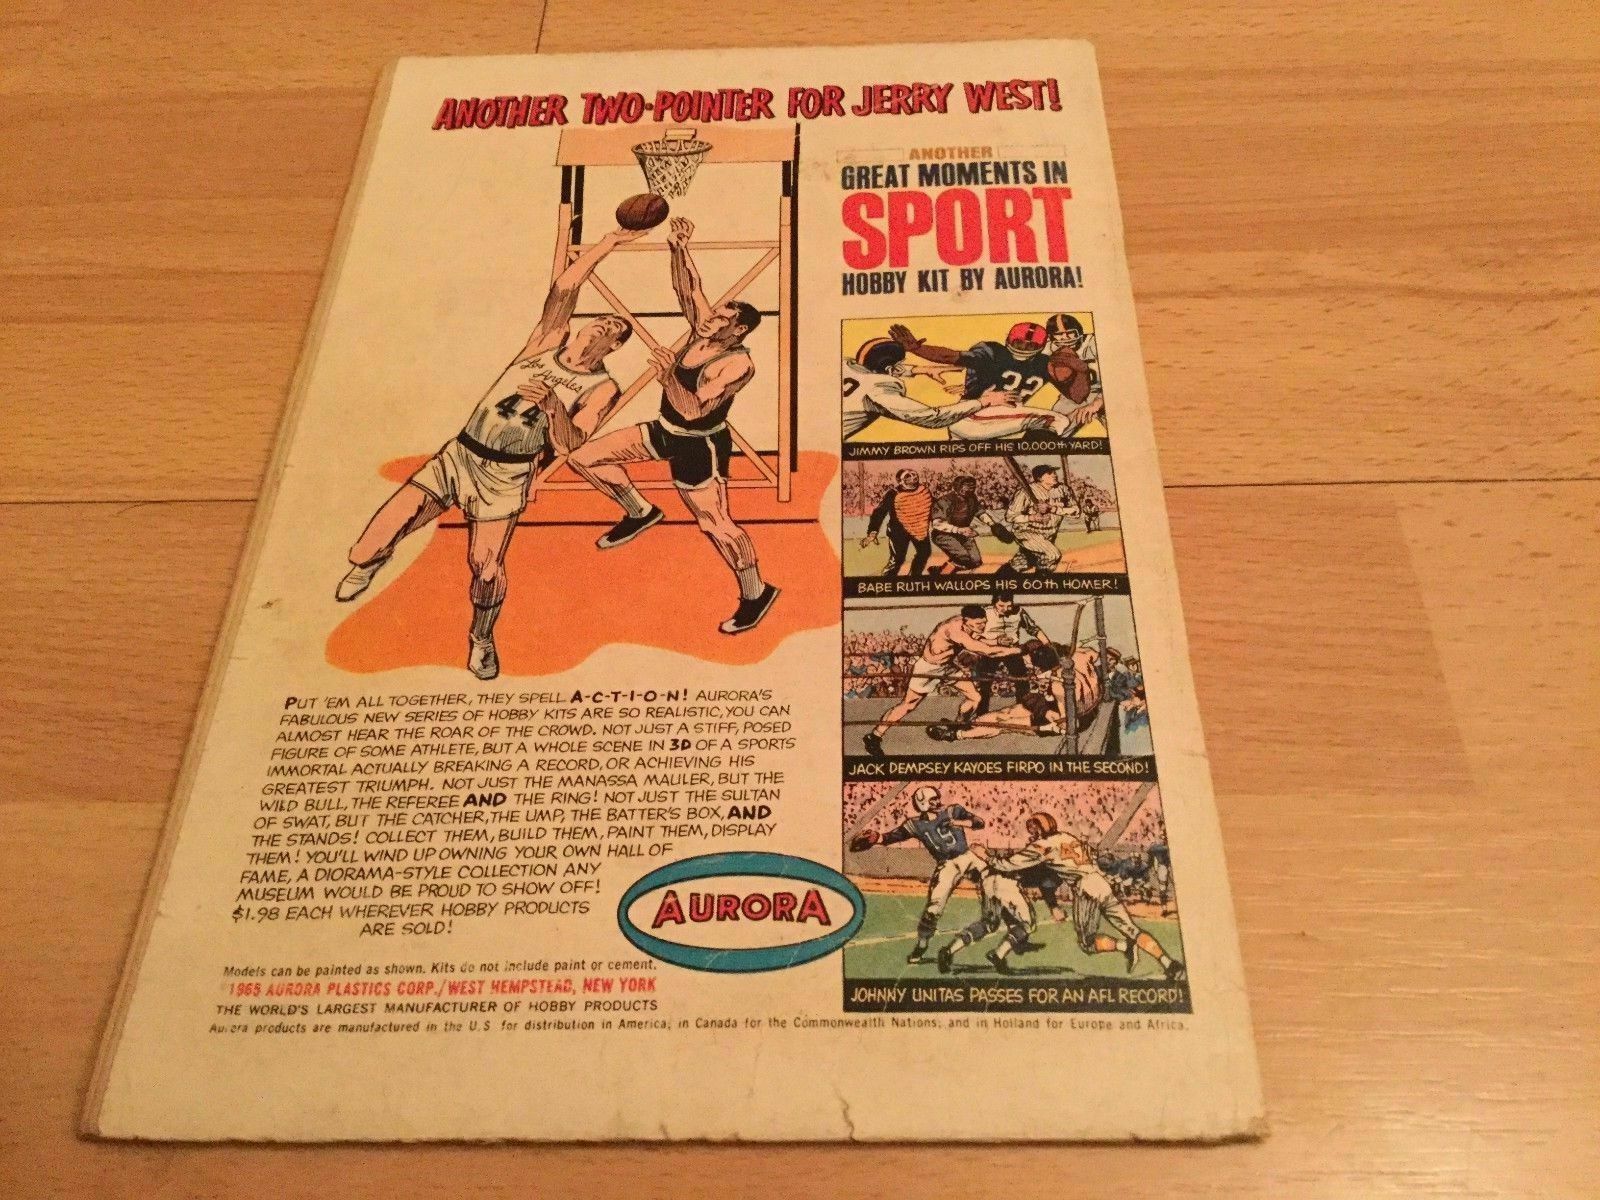 ANOTHER TWO-POINTER FOR JERRY WEST!
ANOTHER
GREAT MOMENTS IN
SPORT
HOBBY KIT BY AURORA!
Los
Angeles
44
32
JIMMY BROWN RIPS OFF HIS 10,000th YARD!
BABE RUTH WALLOPS HIS 60th HOMER!
JACK DEMPSEY KAYOES FIRPO IN THE SECOND!
JOHNNY UNITAS PASSES FOR AN AFL RECORD!
PUT 'EM ALL TOGETHER, THEY SPELL A-C-T-I-O-N! AURORA'S
FABULOUS NEW SERIES OF HOBBY KITS ARE SO REALISTIC, YOU CAN
ALMOST HEAR THE ROAR OF THE CROWD. NOT JUST A STIFF, POSED
FIGURE OF SOME ATHLETE, BUT A WHOLE SCENE IN 3D OF A SPORTS
IMMORTAL ACTUALLY BREAKING A RECORD, OR ACHIEVING HIS
GREATEST TRIUMPH. NOT JUST THE MANASSA MAULER, BUT THE
WILD BULL, THE REFEREE AND THE RING! NOT JUST THE SULTAN
OF SWAT, BUT THE CATCHER, THE UMP, THE BATTER'S BOX, AND
THE STANDS! COLLECT THEM, BUILD THEM, PAINT THEM, DISPLAY
THEM! YOU'LL WIND UP OWNING YOUR OWN HALL OF
FAME, A DIORAMA-STYLE COLLECTION ANY
MUSEUM WOULD BE PROUD TO SHOW OFF!
$1.98 EACH WHEREVER HOBBY PRODUCTS
ARE SOLD!
AURORA
Models can be painted as shown. Kits do not include paint or cement.
1965 AURORA PLASTICS CORP./WEST HEMPSTEAD, NEW YORK
THE WORLD'S LARGEST MANUFACTURER OF HOBBY PRODUCTS
Aurora products are manufactured in the U.S. for distribution in America; in Canada for the Commonwealth Nations; and in Holland for Europe and Africa.